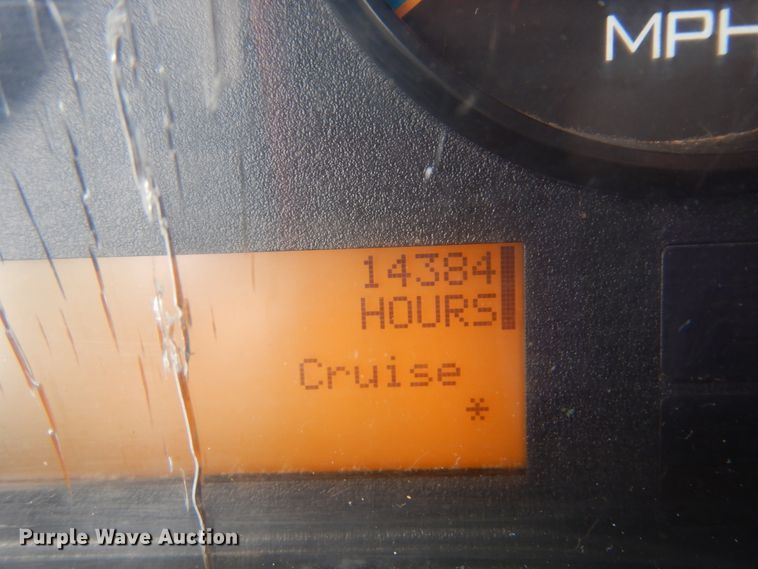 MPH
14384
HOURS
Cruise
*
Purple Wave Auction